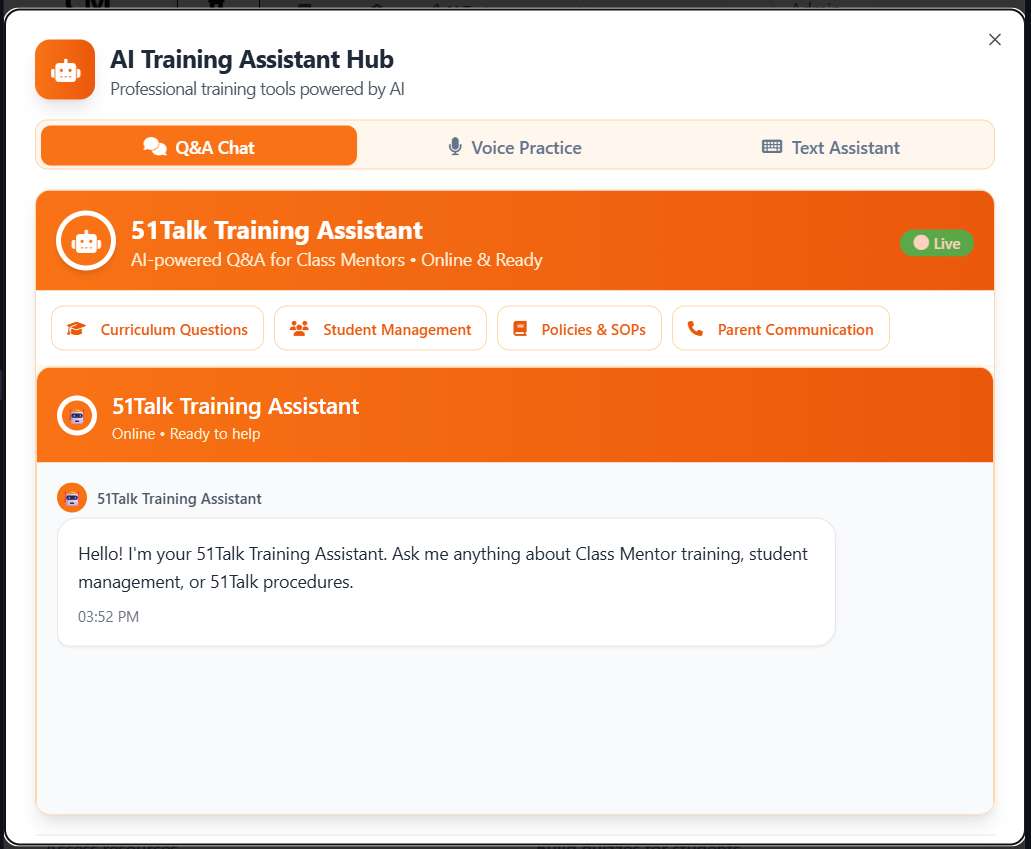 AI Training Assistant Hub
Professional training tools powered by AI
Q&A Chat
Voice Practice
Text Assistant
51Talk Training Assistant
AI-powered Q&A for Class Mentors • Online & Ready
Live
Curriculum Questions
Student Management
Policies & SOPs
Parent Communication
51Talk Training Assistant
Online • Ready to help
51Talk Training Assistant
Hello! I'm your 51Talk Training Assistant. Ask me anything about Class Mentor training, student
management, or 51Talk procedures.
03:52 PM